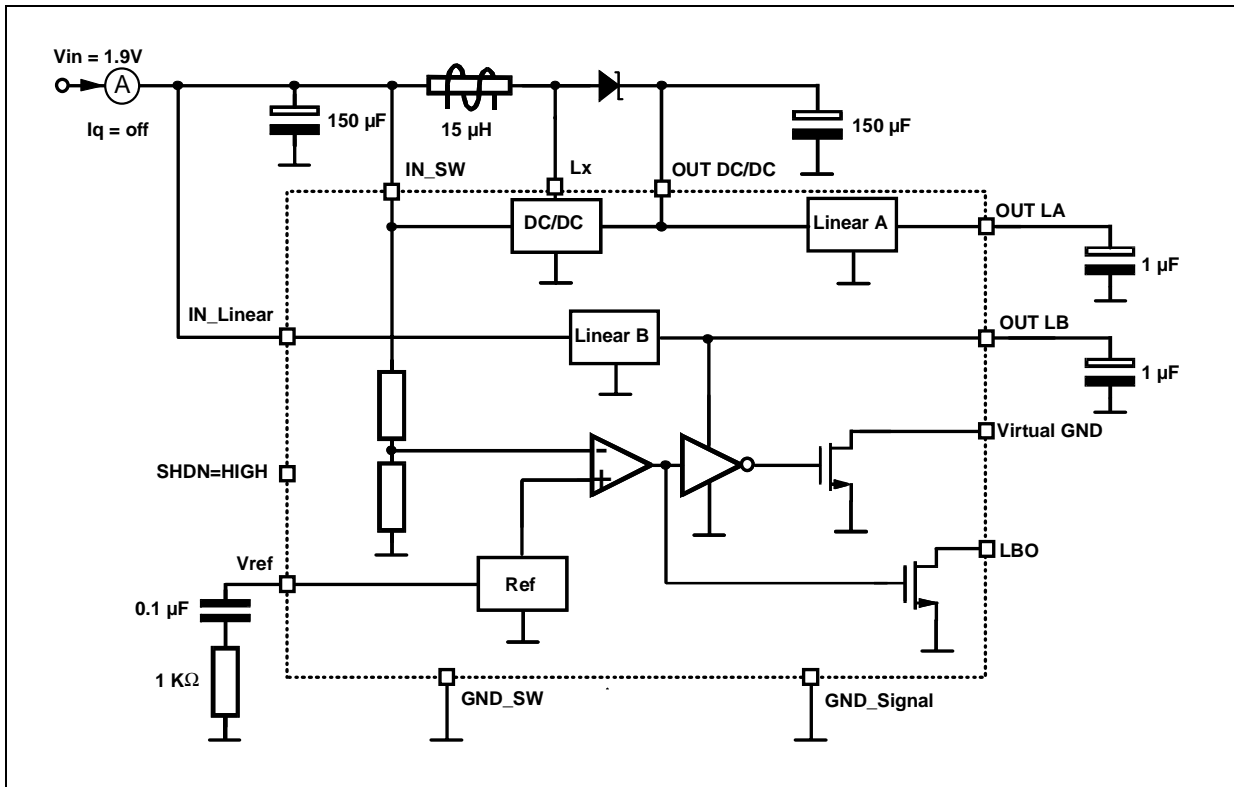 Vin = 1.9V
A
Iq = off
150 µF
15 µH
150 µF
IN_SW
Lx
OUT DC/DC
DC/DC
Linear A
OUT LA
1 µF
IN_Linear
Linear B
OUT LB
1 µF
Virtual GND
-
+
SHDN=HIGH
LBO
Vref
Ref
0.1 µF
1 KΩ
GND_SW
GND_Signal